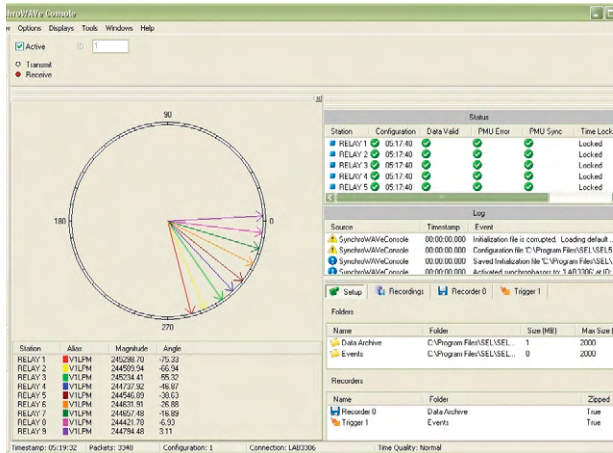 chroWAVe Console
Options Displays Tools Windows Help
Active 1
Transmit
Receive
90
180
0
270
Station Alias Magnitude Angle
RELAY 1 V1LPM 245298.70 -75.33
RELAY 2 V1LPM 244589.94 -66.94
RELAY 3 V1LPM 245234.41 -55.32
RELAY 4 V1LPM 244737.92 -46.87
RELAY 5 V1LPM 244546.89 -38.63
RELAY 6 V1LPM 244631.91 -26.88
RELAY 7 V1LPM 244657.48 -16.89
RELAY 8 V1LPM 244421.78 -6.93
RELAY 9 V1LPM 244794.48 3.11
Status
Station Configuration Data Valid PMU Error PMU Sync Time Lock
RELAY 1 05:17:40 Locked
RELAY 2 05:17:40 Locked
RELAY 3 05:17:40 Locked
RELAY 4 05:17:40 Locked
RELAY 5 05:17:40 Locked
Log
Source Timestamp Event
SynchroWAVeConsole 00:00:00.000 Initialization file is corrupted. Loading default ...
SynchroWAVeConsole 00:00:00.000 Configuration file 'C:\Program Files\SEL\SEL5
SynchroWAVeConsole 00:00:00.000 Saved Initialization file 'C:\Program Files\SEL\
SynchroWAVeConsole 00:00:00.000 Activated synchrophasor to: 'LAB3306' at ID:
Setup Recordings Recorder 0 Trigger 1
Folders
Name Folder Size (MB) Max Size (
Data Archive C:\Program Files\SEL\SEL... 1 2000
Events C:\Program Files\SEL\SEL... 0 2000
Recorders
Name Folder Zipped
Recorder 0 Data Archive True
Trigger 1 Events True
Timestamp: 05:19:32 Packets: 3348 Configuration: 1 Connection: LAB3306 Time Quality: Normal